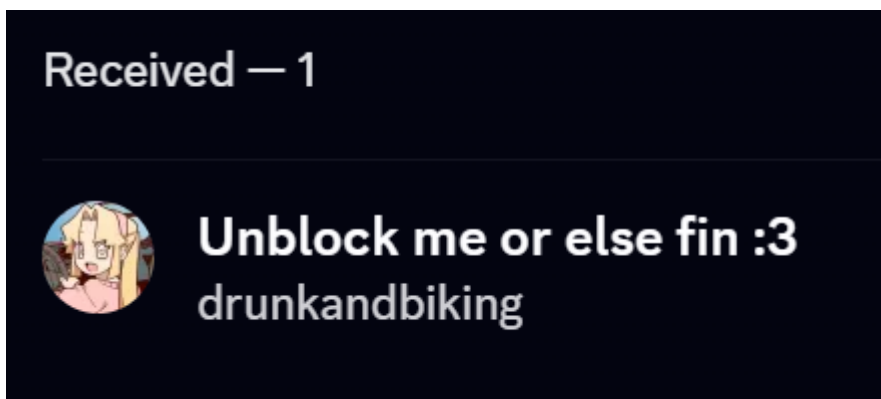 Received — 1
Unblock me or else fin :3
drunkandbiking